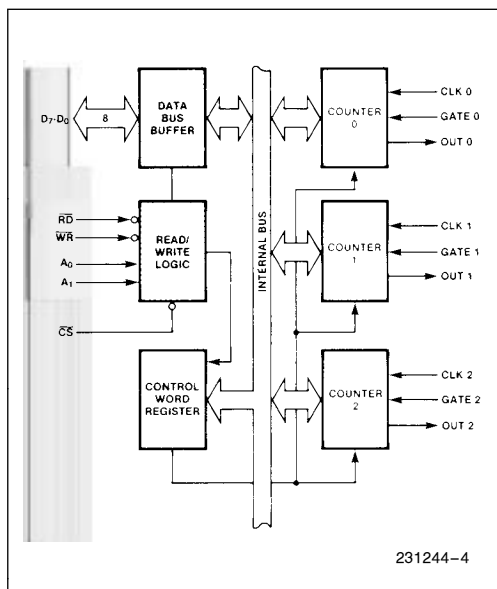 D7-D0
8
DATA
BUS
BUFFER
COUNTER
0
CLK 0
GATE 0
OUT 0
RD
WR
A0
A1
CS
READ/
WRITE
LOGIC
INTERNAL BUS
COUNTER
1
CLK 1
GATE 1
OUT 1
CONTROL
WORD
REGISTER
COUNTER
2
CLK 2
GATE 2
OUT 2
231244–4